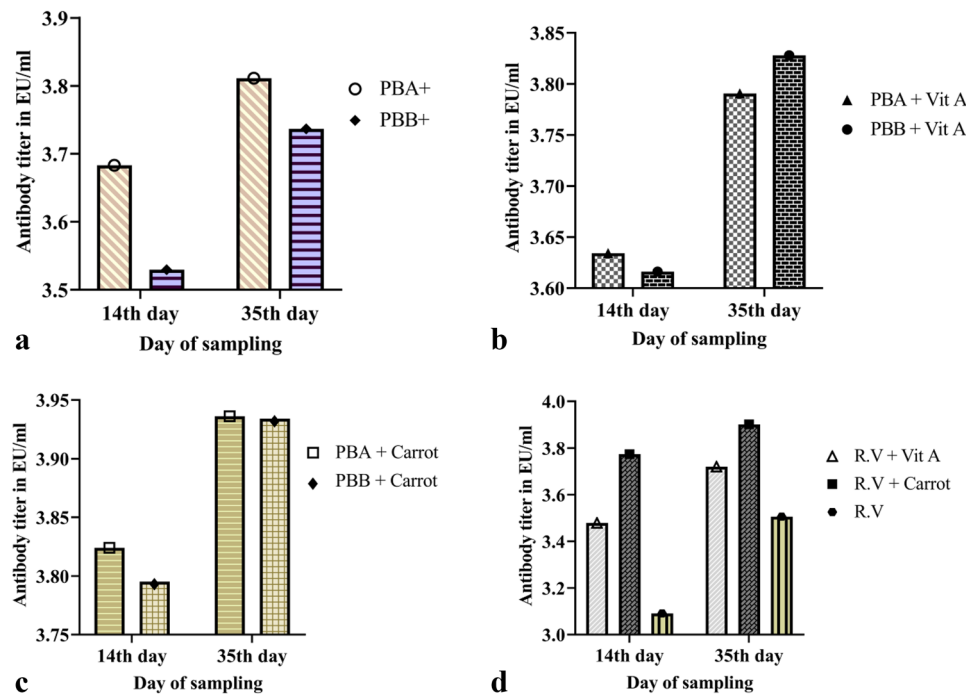 3.9
3.8
3.7
3.6
3.5
Antibody titer in EU/ml
PBA+
PBB+
14th day 35th day
Day of sampling
a
3.85
3.80
3.75
3.70
3.65
3.60
Antibody titer in EU/ml
PBA + Vit A
PBB + Vit A
14th day 35th day
Day of sampling
b
3.95
3.90
3.85
3.80
3.75
Antibody titer in EU/ml
PBA + Carrot
PBB + Carrot
14th day 35th day
Day of sampling
c
4.0
3.8
3.6
3.4
3.2
3.0
Antibody titer in EU/ml
R.V + Vit A
R.V + Carrot
R.V
14th day 35th day
Day of sampling
d